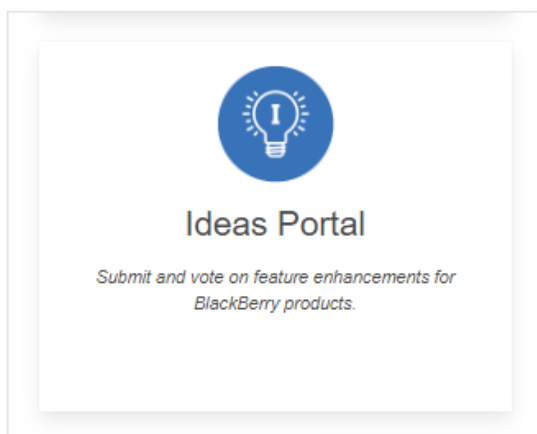 I
Ideas Portal
Submit and vote on feature enhancements for
BlackBerry products.